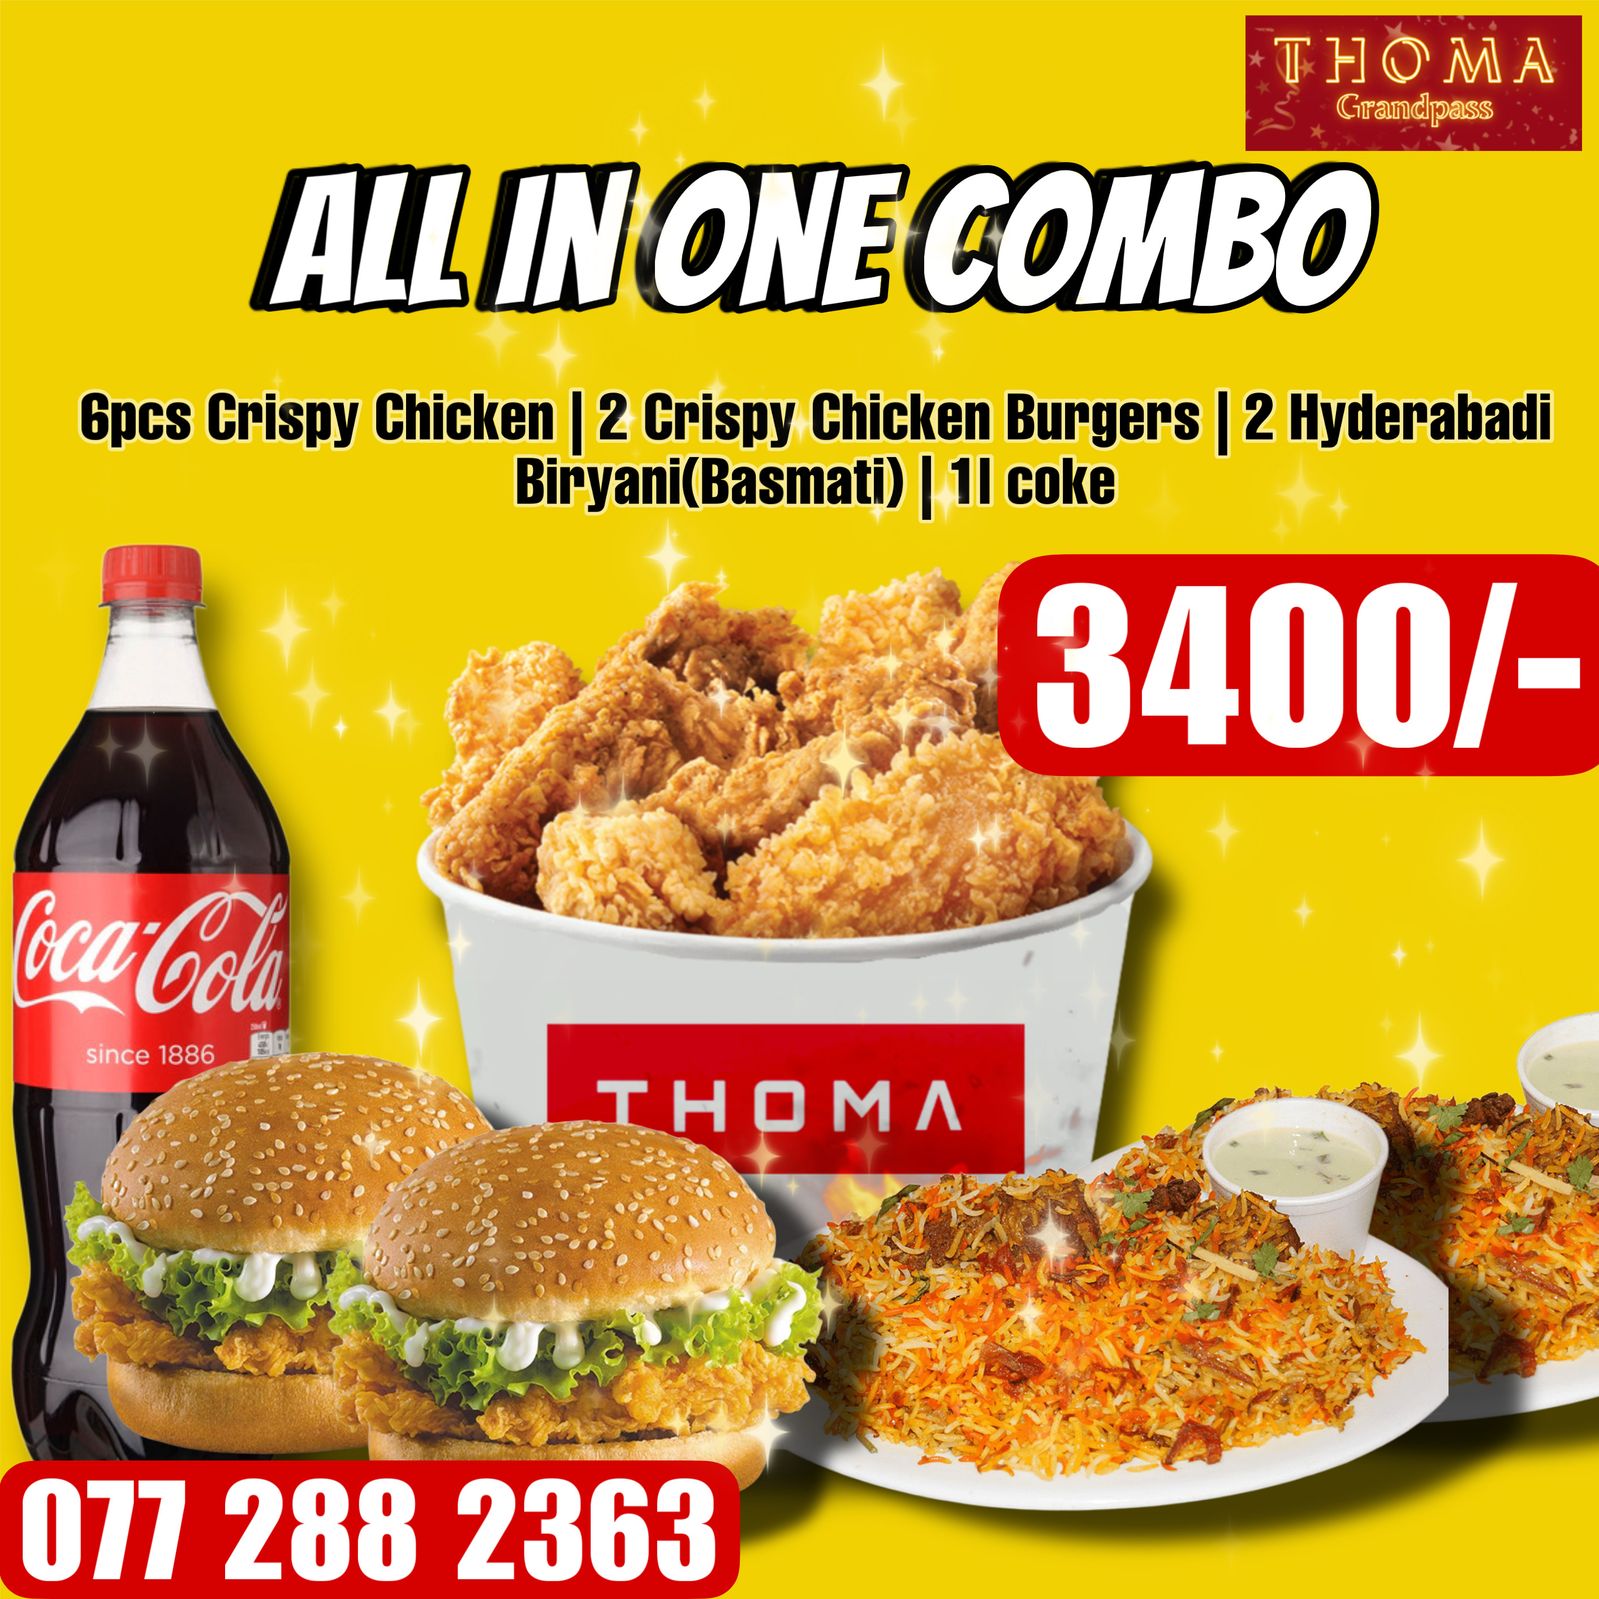 THOMA
Grandpass
ALL IN ONE COMBO
6pcs Crispy Chicken | 2 Crispy Chicken Burgers | 2 Hyderabadi
Biryani(Basmati) | 1l coke
3400/-
Coca-Cola
since 1886
THOMA
077 288 2363